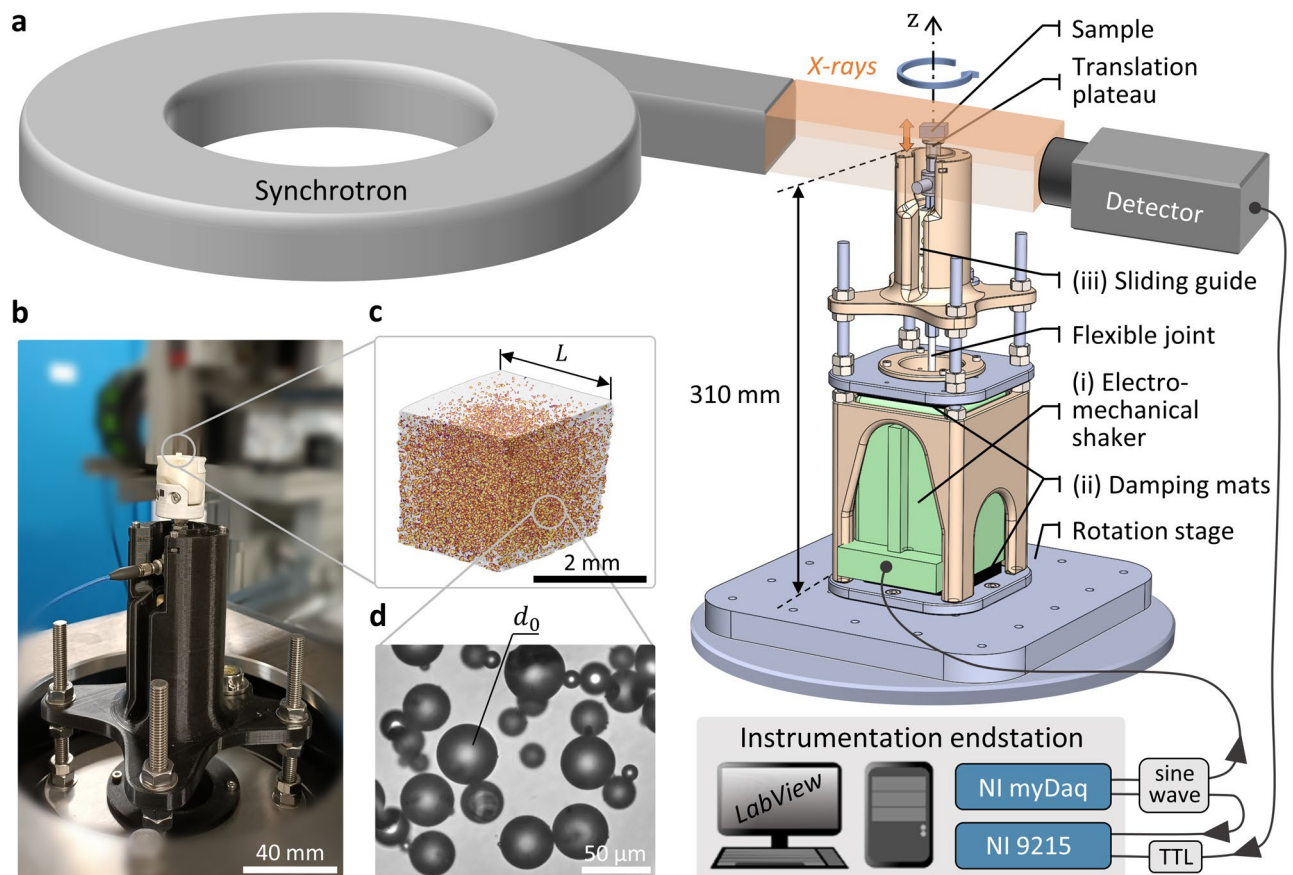 a
z
Sample
X-rays
Translation
plateau
Synchrotron
Detector
(iii) Sliding guide
b
c
L
Flexible joint
310 mm
(i) Electro-
mechanical
shaker
(ii) Damping mats
2 mm
Rotation stage
d
d₀
Instrumentation endstation
LabView
NI myDaq
sine
wave
NI 9215
TTL
40 mm
50 µm